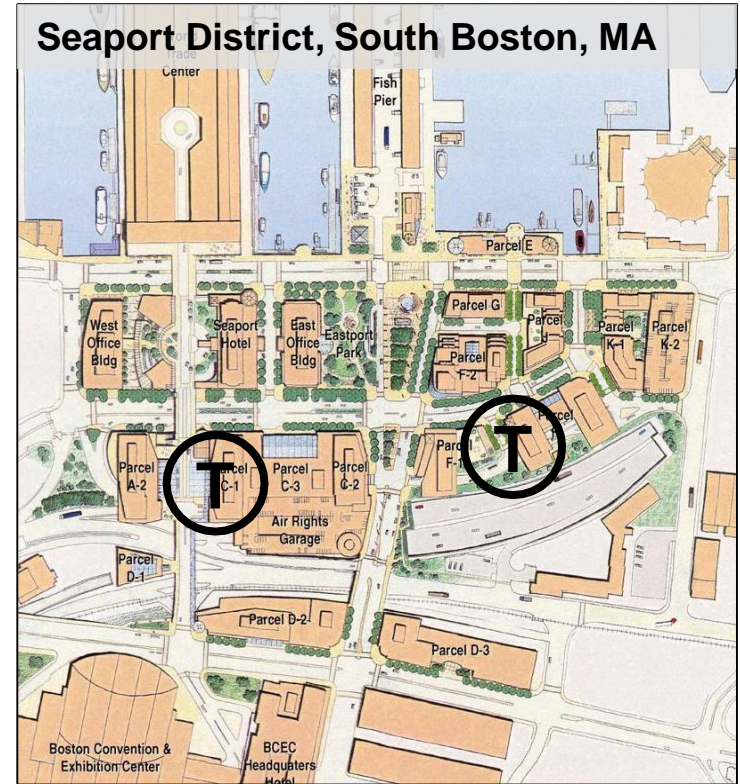 Seaport District, South Boston, MA
Trade
Center
Fish
Pier
Parcel E
West
Office
Bldg
Seaport
Hotel
East
Office
Bldg
Eastport
Park
Parcel G
Parcel
Parcel
F-2
Parcel
K-1
Parcel
K-2
Parcel
A-2
T
Parcel
C-1
Parcel
C-3
Parcel
C-2
Air Rights
Garage
F-1
T
Parcel
D-1
Parcel D-2
Parcel D-3
Boston Convention &
Exhibition Center
BCEC
Headquaters
Hotel